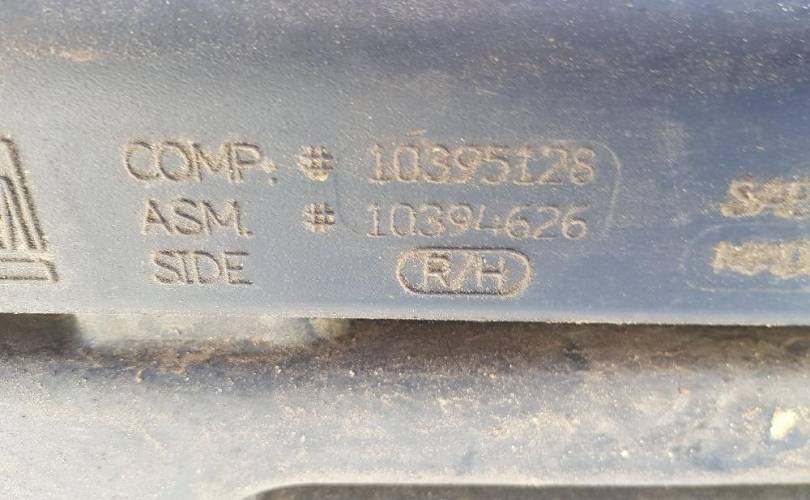 COMP. # 10395128
ASM. # 10394626
SIDE R/H